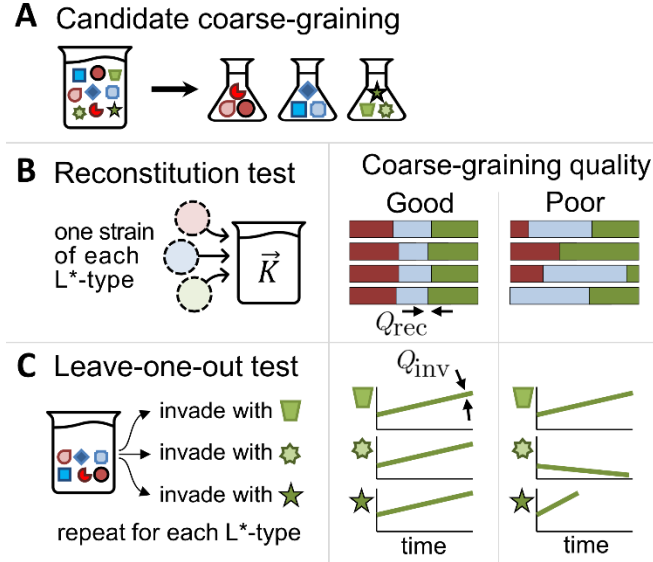 A Candidate coarse-graining
B Reconstitution test
one strain
of each
L*-type
K
Coarse-graining quality
Good
Poor
Qrec
C Leave-one-out test
invade with
invade with
invade with
repeat for each L*-type
Qinv
time
time